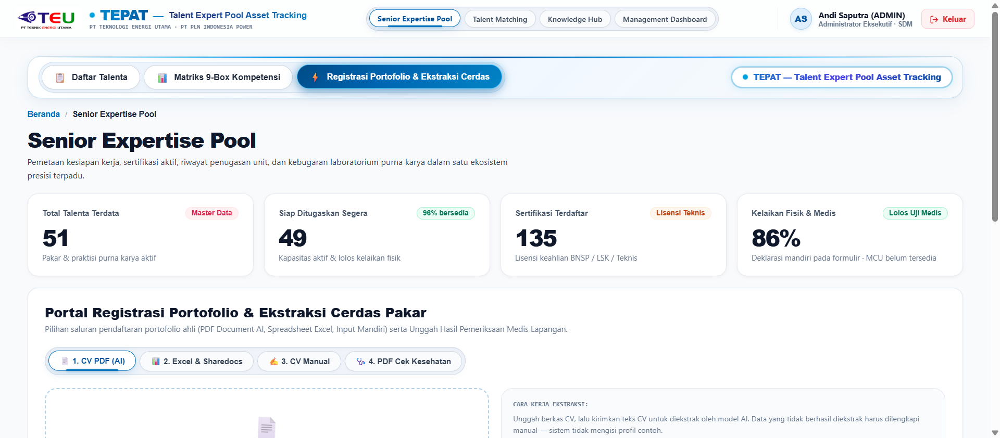 TEU
PT TEKNIK ENERGI UTAMA
TEPAT — Talent Expert Pool Asset Tracking
PT TEKNOLOGI ENERGI UTAMA · PT PLN INDONESIA POWER
Senior Expertise Pool
Talent Matching
Knowledge Hub
Management Dashboard
AS
Andi Saputra (ADMIN)
Administrator Eksekutif · SDM
Keluar
Daftar Talenta
Matriks 9-Box Kompetensi
Registrasi Portofolio & Ekstraksi Cerdas
TEPAT — Talent Expert Pool Asset Tracking
Beranda / Senior Expertise Pool
Senior Expertise Pool
Pemetaan kesiapan kerja, sertifikasi aktif, riwayat penugasan unit, dan kebugaran laboratorium purna karya dalam satu ekosistem
presisi terpadu.
Total Talenta Terdata
Master Data
51
Pakar & praktisi purna karya aktif
Siap Ditugaskan Segera
96% bersedia
49
Kapasitas aktif & lolos kelaikan fisik
Sertifikasi Terdaftar
Lisensi Teknis
135
Lisensi keahlian BNSP / LSK / Teknis
Kelaikan Fisik & Medis
Lolos Uji Medis
86%
Deklarasi mandiri pada formulir · MCU belum tersedia
Portal Registrasi Portofolio & Ekstraksi Cerdas Pakar
Pilihan saluran pendaftaran portofolio ahli (PDF Document AI, Spreadsheet Excel, Input Mandiri) serta Unggah Hasil Pemeriksaan Medis Lapangan.
1. CV PDF (AI)
2. Excel & Sharedocs
3. CV Manual
4. PDF Cek Kesehatan
CARA KERJA EKSTRAKSI:
Unggah berkas CV, lalu kirimkan teks CV untuk diekstrak oleh model AI. Data yang tidak berhasil diekstrak harus dilengkapi
manual — sistem tidak mengisi profil contoh.